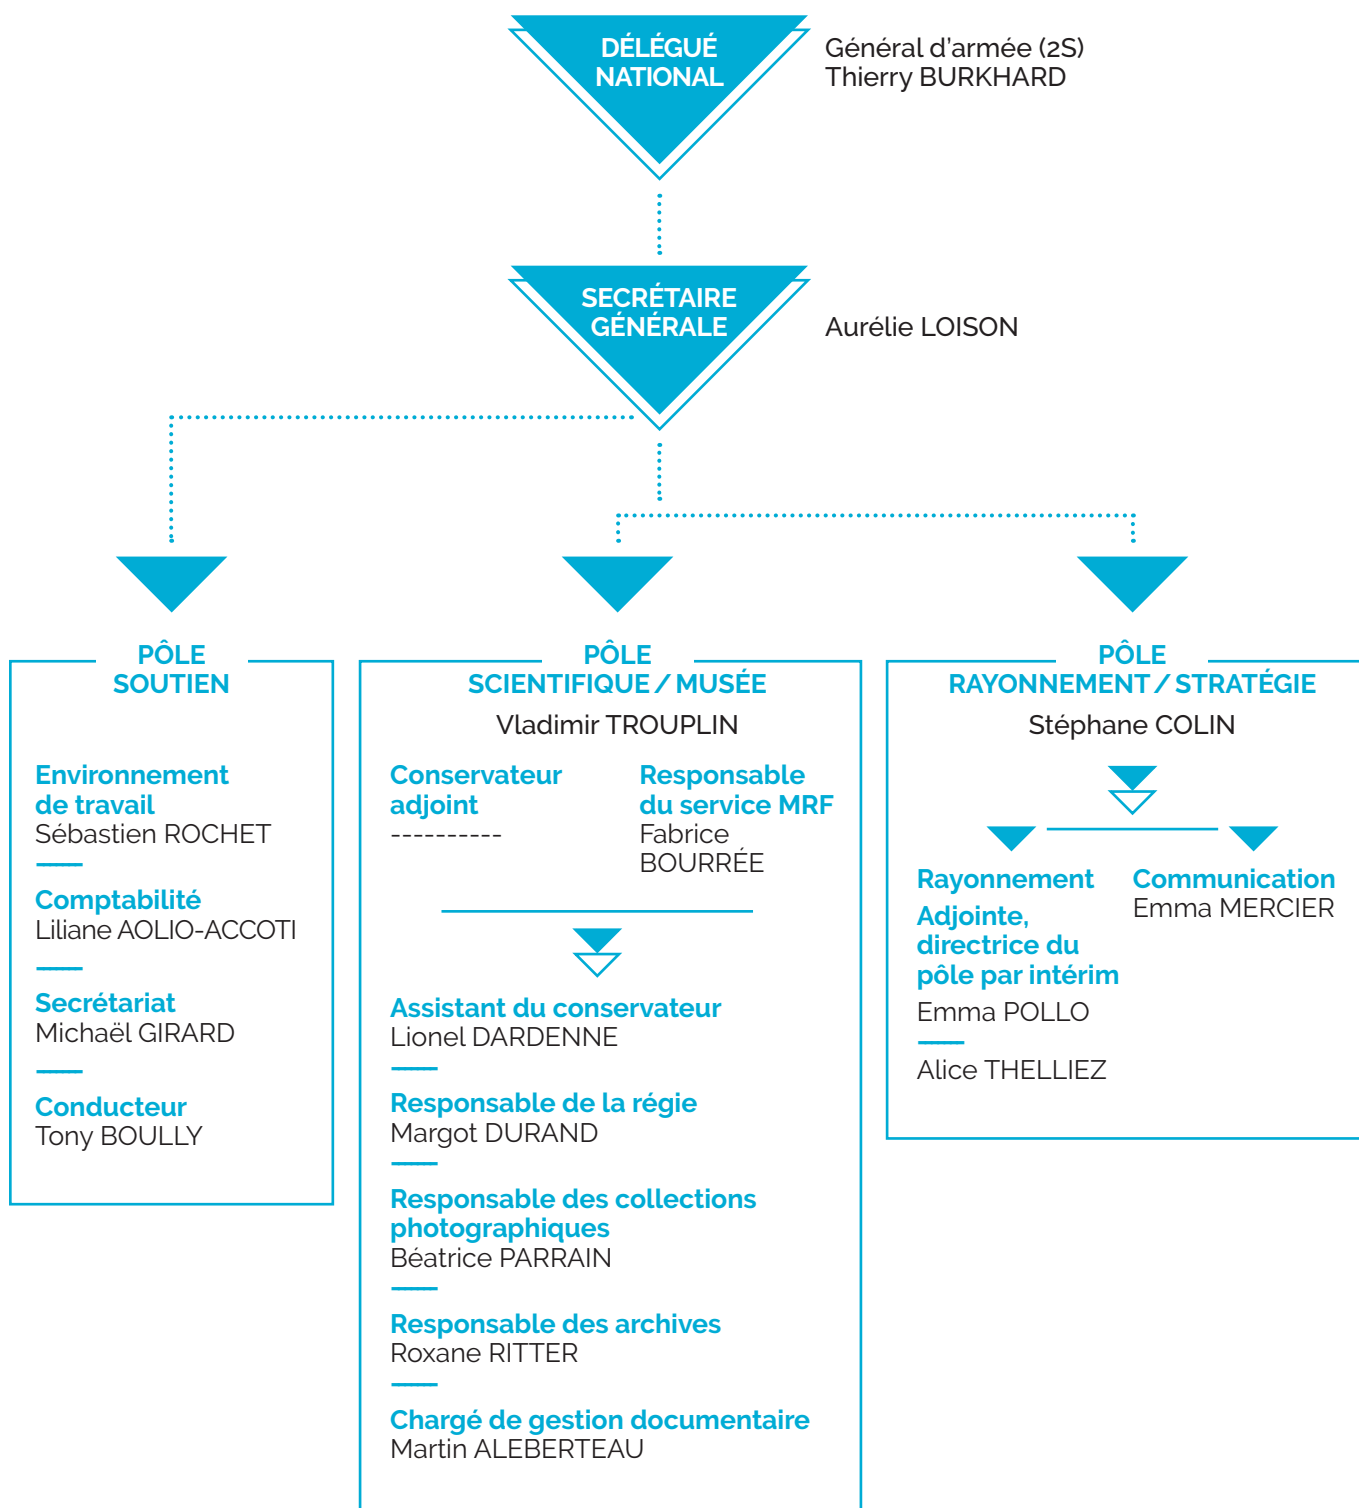 DÉLÉGUÉ
NATIONAL
Général d’armée (2S)
Thierry BURKHARD
SECRÉTAIRE
GÉNÉRALE
Aurélie LOISON
PÔLE
SOUTIEN
Environnement
de travail
Sébastien ROCHET
Comptabilité
Liliane AOLIO-ACCOTI
Secrétariat
Michaël GIRARD
Conducteur
Tony BOULLY
PÔLE
SCIENTIFIQUE / MUSÉE
Vladimir TROUPLIN
Conservateur
adjoint
----------
Responsable
du service MRF
Fabrice
BOURRÉE
Assistant du conservateur
Lionel DARDENNE
Responsable de la régie
Margot DURAND
Responsable des collections
photographiques
Béatrice PARRAIN
Responsable des archives
Roxane RITTER
Chargé de gestion documentaire
Martin ALEBERTEAU
PÔLE
RAYONNEMENT / STRATÉGIE
Stéphane COLIN
Rayonnement
Adjointe,
directrice du
pôle par intérim
Emma POLLO
Alice THELLIEZ
Communication
Emma MERCIER